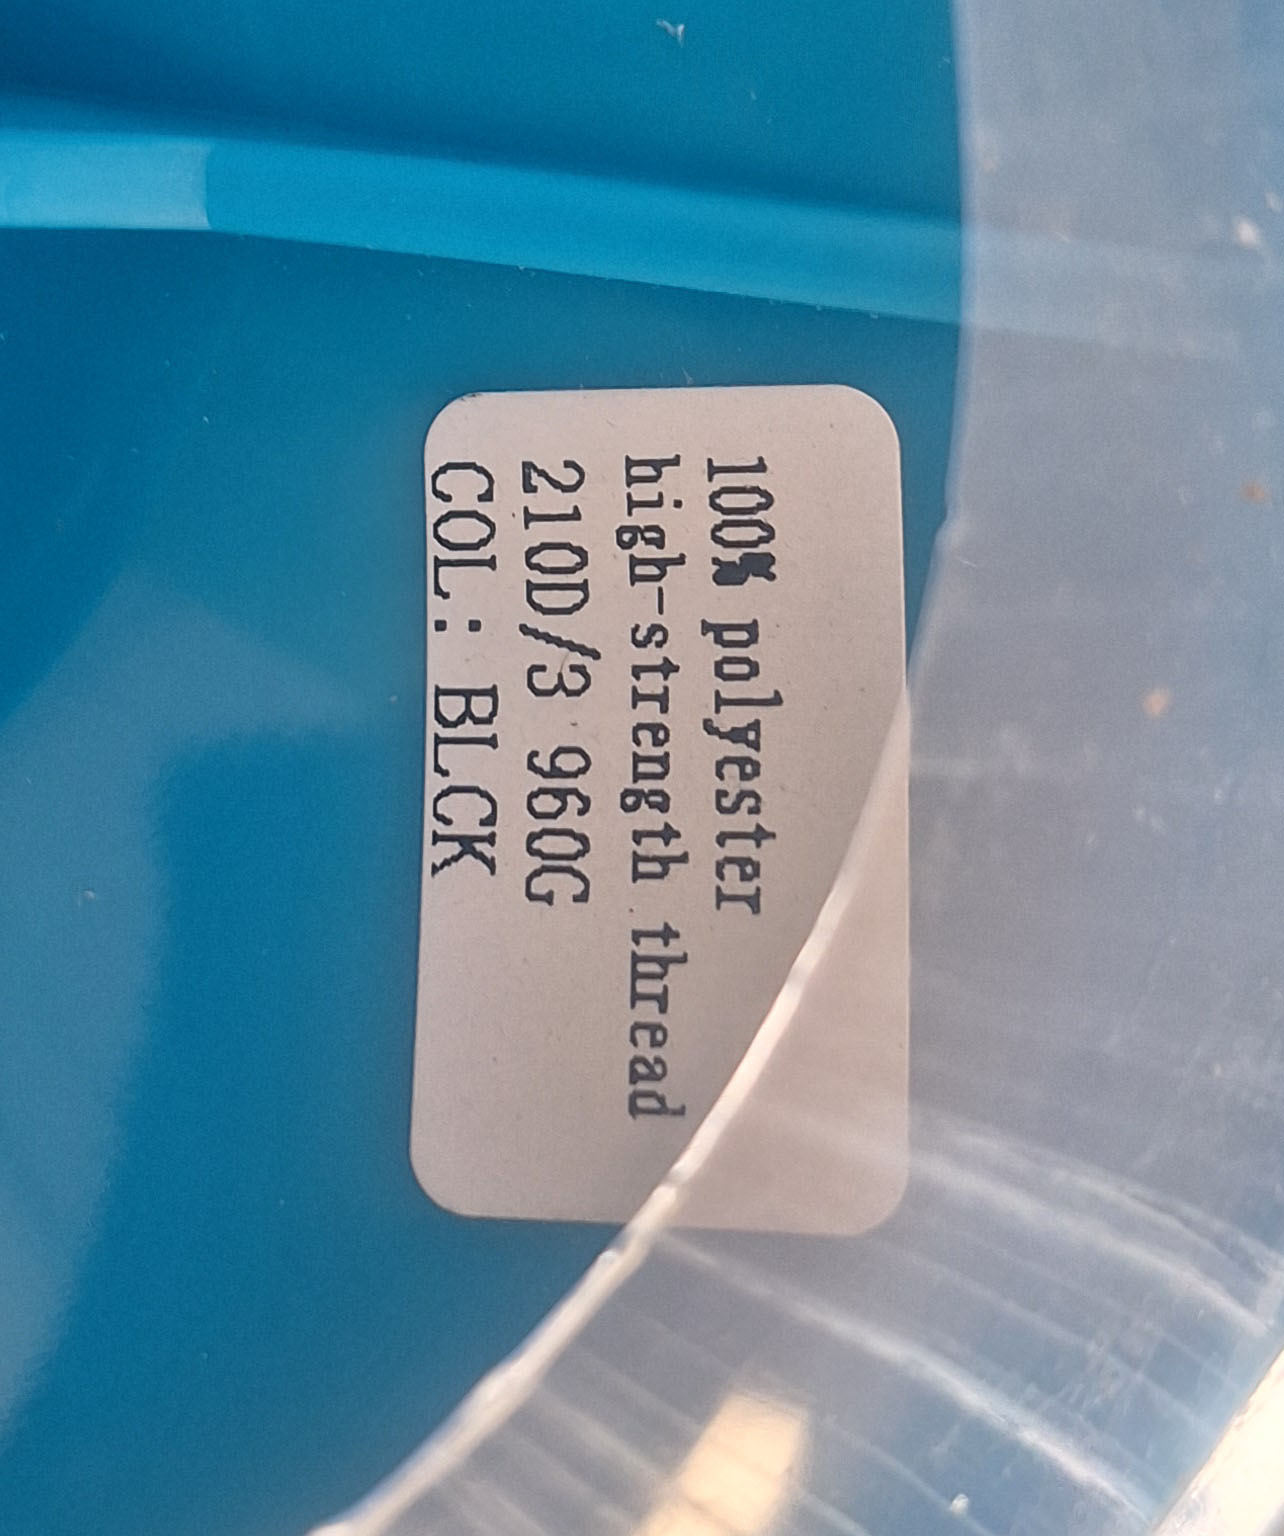 100% polyester
high-strength thread
210D/3 960G
COL: BLCK